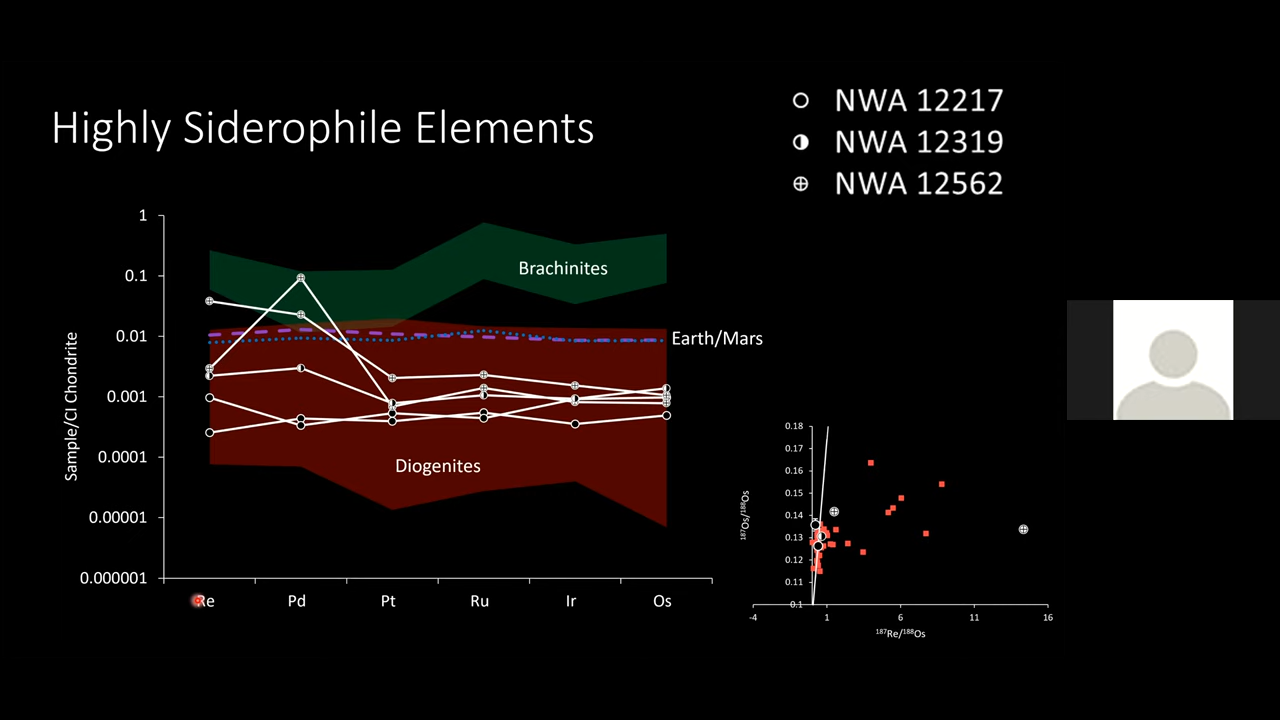 Highly Siderophile Elements
NWA 12217
NWA 12319
NWA 12562
Sample/CI Chondrite
1
0.1
0.01
0.001
0.0001
0.00001
0.000001
Brachinites
Earth/Mars
Diogenites
Re Pd Pt Ru Ir Os
¹⁸⁷Os/¹⁸⁸Os
0.18
0.17
0.16
0.15
0.14
0.13
0.12
0.11
0.1
-4 1 6 11 16
¹⁸⁷Re/¹⁸⁸Os